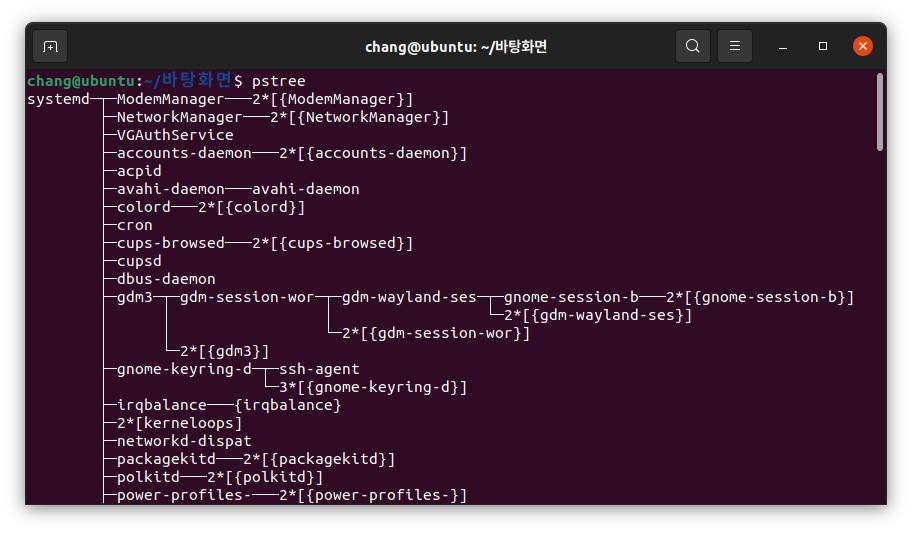 chang@ubuntu: ~/바탕화면
chang@ubuntu:~/바탕화면$ pstree
systemd─┬─ModemManager───2*[{ModemManager}]
        ├─NetworkManager───2*[{NetworkManager}]
        ├─VGAuthService
        ├─accounts-daemon───2*[{accounts-daemon}]
        ├─acpid
        ├─avahi-daemon───avahi-daemon
        ├─colord───2*[{colord}]
        ├─cron
        ├─cups-browsed───2*[{cups-browsed}]
        ├─cupsd
        ├─dbus-daemon
        ├─gdm3─┬─gdm-session-wor─┬─gdm-wayland-ses─┬─gnome-session-b───2*[{gnome-session-b}]
        │      │                 │                 └─2*[{gdm-wayland-ses}]
        │      │                 └─2*[{gdm-session-wor}]
        │      └─2*[{gdm3}]
        ├─gnome-keyring-d─┬─ssh-agent
        │                 └─3*[{gnome-keyring-d}]
        ├─irqbalance───{irqbalance}
        ├─2*[kerneloops]
        ├─networkd-dispat
        ├─packagekitd───2*[{packagekitd}]
        ├─polkitd───2*[{polkitd}]
        ├─power-profiles-───2*[{power-profiles-}]